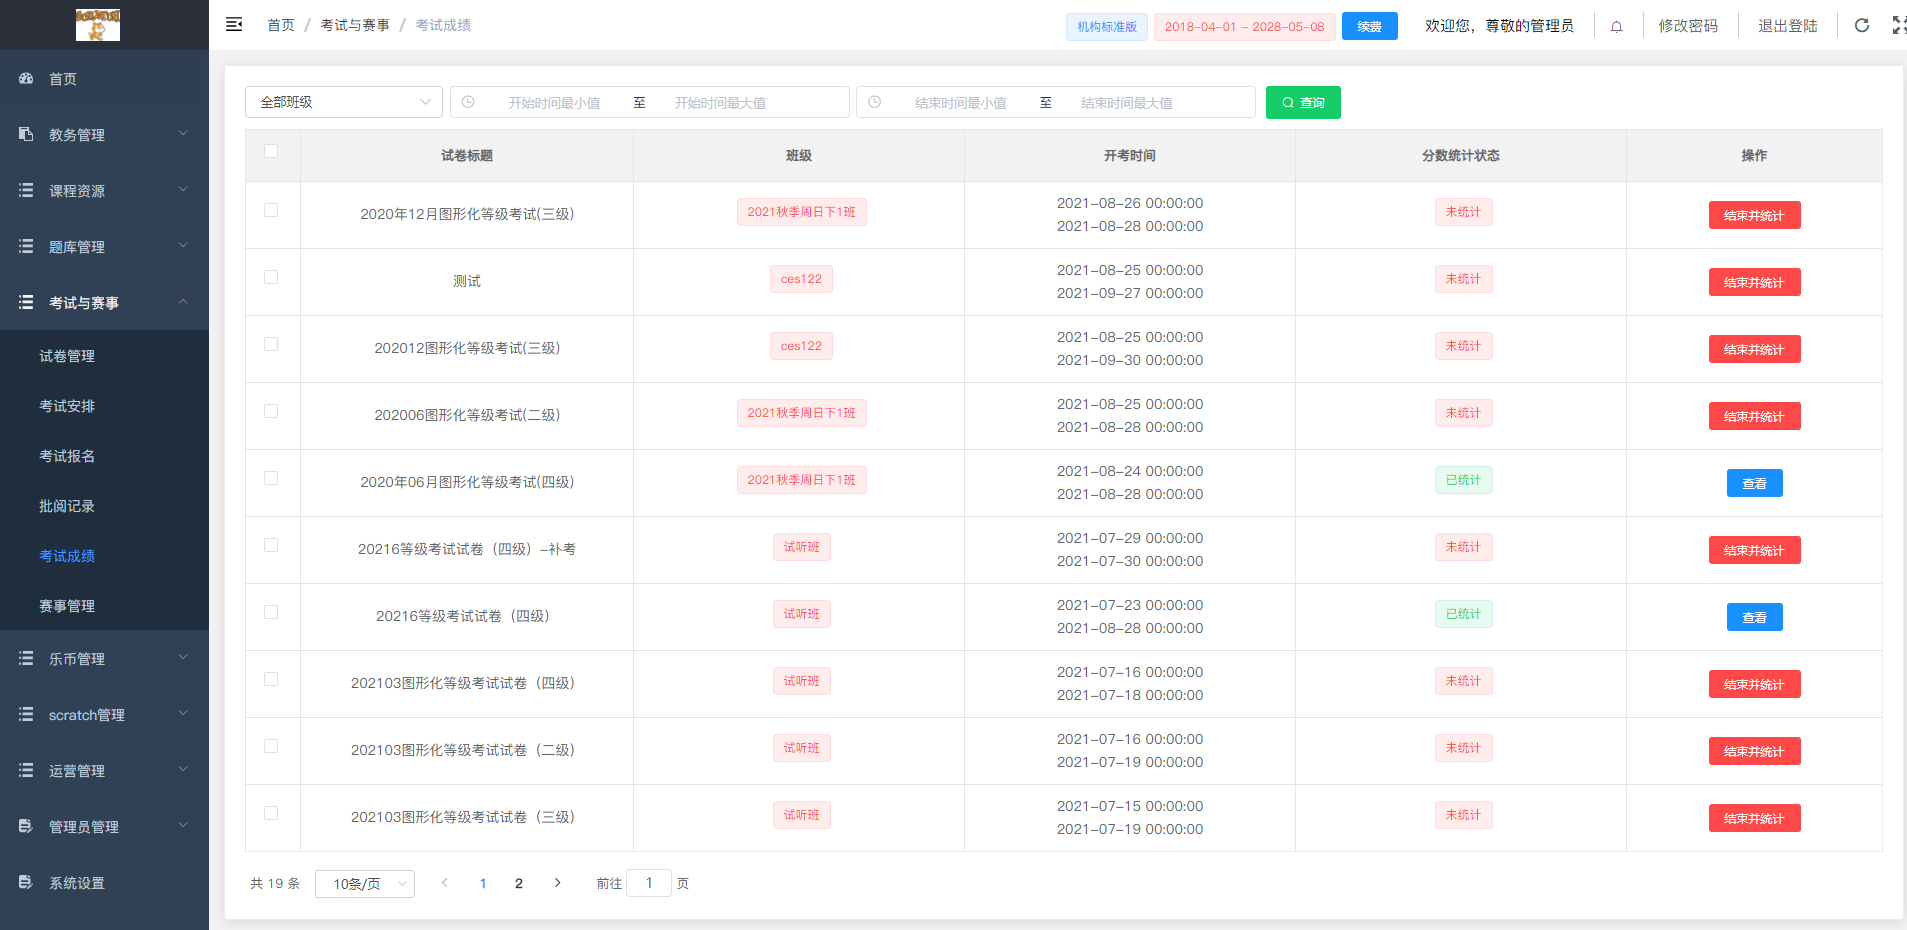 首页 / 考试与赛事 / 考试成绩
机构标准版 2018-04-01 - 2028-05-08 续费 欢迎您，尊敬的管理员 修改密码 退出登陆
首页
教务管理
课程资源
题库管理
考试与赛事
试卷管理
考试安排
考试报名
批阅记录
考试成绩
赛事管理
乐币管理
scratch管理
运营管理
管理员管理
系统设置
全部班级 开始时间最小值 至 开始时间最大值 结束时间最小值 至 结束时间最大值 查询
试卷标题 班级 开考时间 分数统计状态 操作
2020年12月图形化等级考试(三级) 2021秋季周日下1班 2021-08-26 00:00:00 未统计 结束并统计
2021-08-28 00:00:00
测试 ces122 2021-08-25 00:00:00 未统计 结束并统计
2021-09-27 00:00:00
202012图形化等级考试(三级) ces122 2021-08-25 00:00:00 未统计 结束并统计
2021-09-30 00:00:00
202006图形化等级考试(二级) 2021秋季周日下1班 2021-08-25 00:00:00 未统计 结束并统计
2021-08-28 00:00:00
2020年06月图形化等级考试(四级) 2021秋季周日下1班 2021-08-24 00:00:00 已统计 查看
2021-08-28 00:00:00
20216等级考试试卷（四级）-补考 试听班 2021-07-29 00:00:00 未统计 结束并统计
2021-07-30 00:00:00
20216等级考试试卷（四级） 试听班 2021-07-23 00:00:00 已统计 查看
2021-08-28 00:00:00
202103图形化等级考试试卷（四级） 试听班 2021-07-16 00:00:00 未统计 结束并统计
2021-07-18 00:00:00
202103图形化等级考试试卷（二级） 试听班 2021-07-16 00:00:00 未统计 结束并统计
2021-07-19 00:00:00
202103图形化等级考试试卷（三级） 试听班 2021-07-15 00:00:00 未统计 结束并统计
2021-07-19 00:00:00
共 19 条 10条/页 1 2 前往 1 页